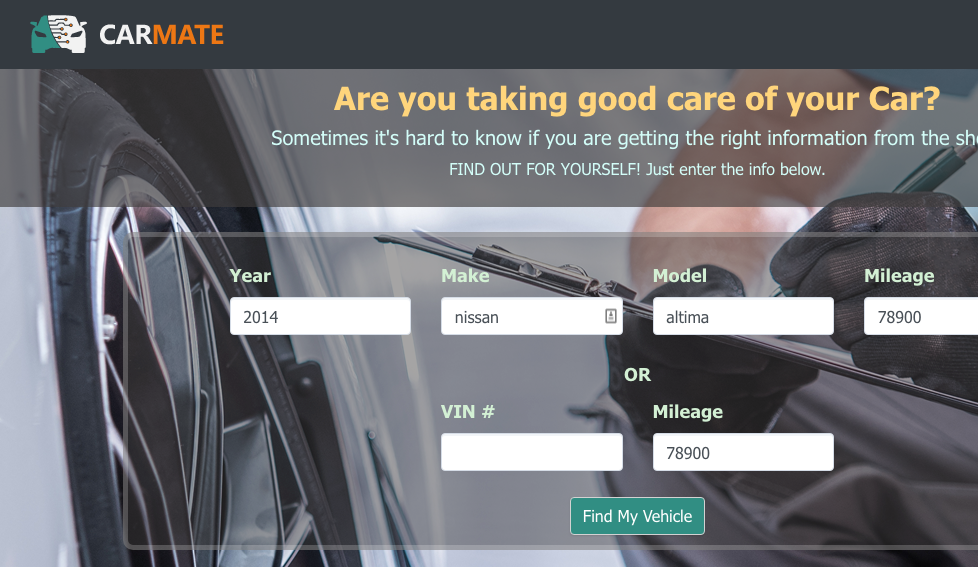 CARMATE
Are you taking good care of your Car?
Sometimes it's hard to know if you are getting the right information from the
FIND OUT FOR YOURSELF! Just enter the info below.
Year Make Model Mileage
2014 nissan altima 78900
OR
VIN # Mileage
78900
Find My Vehicle